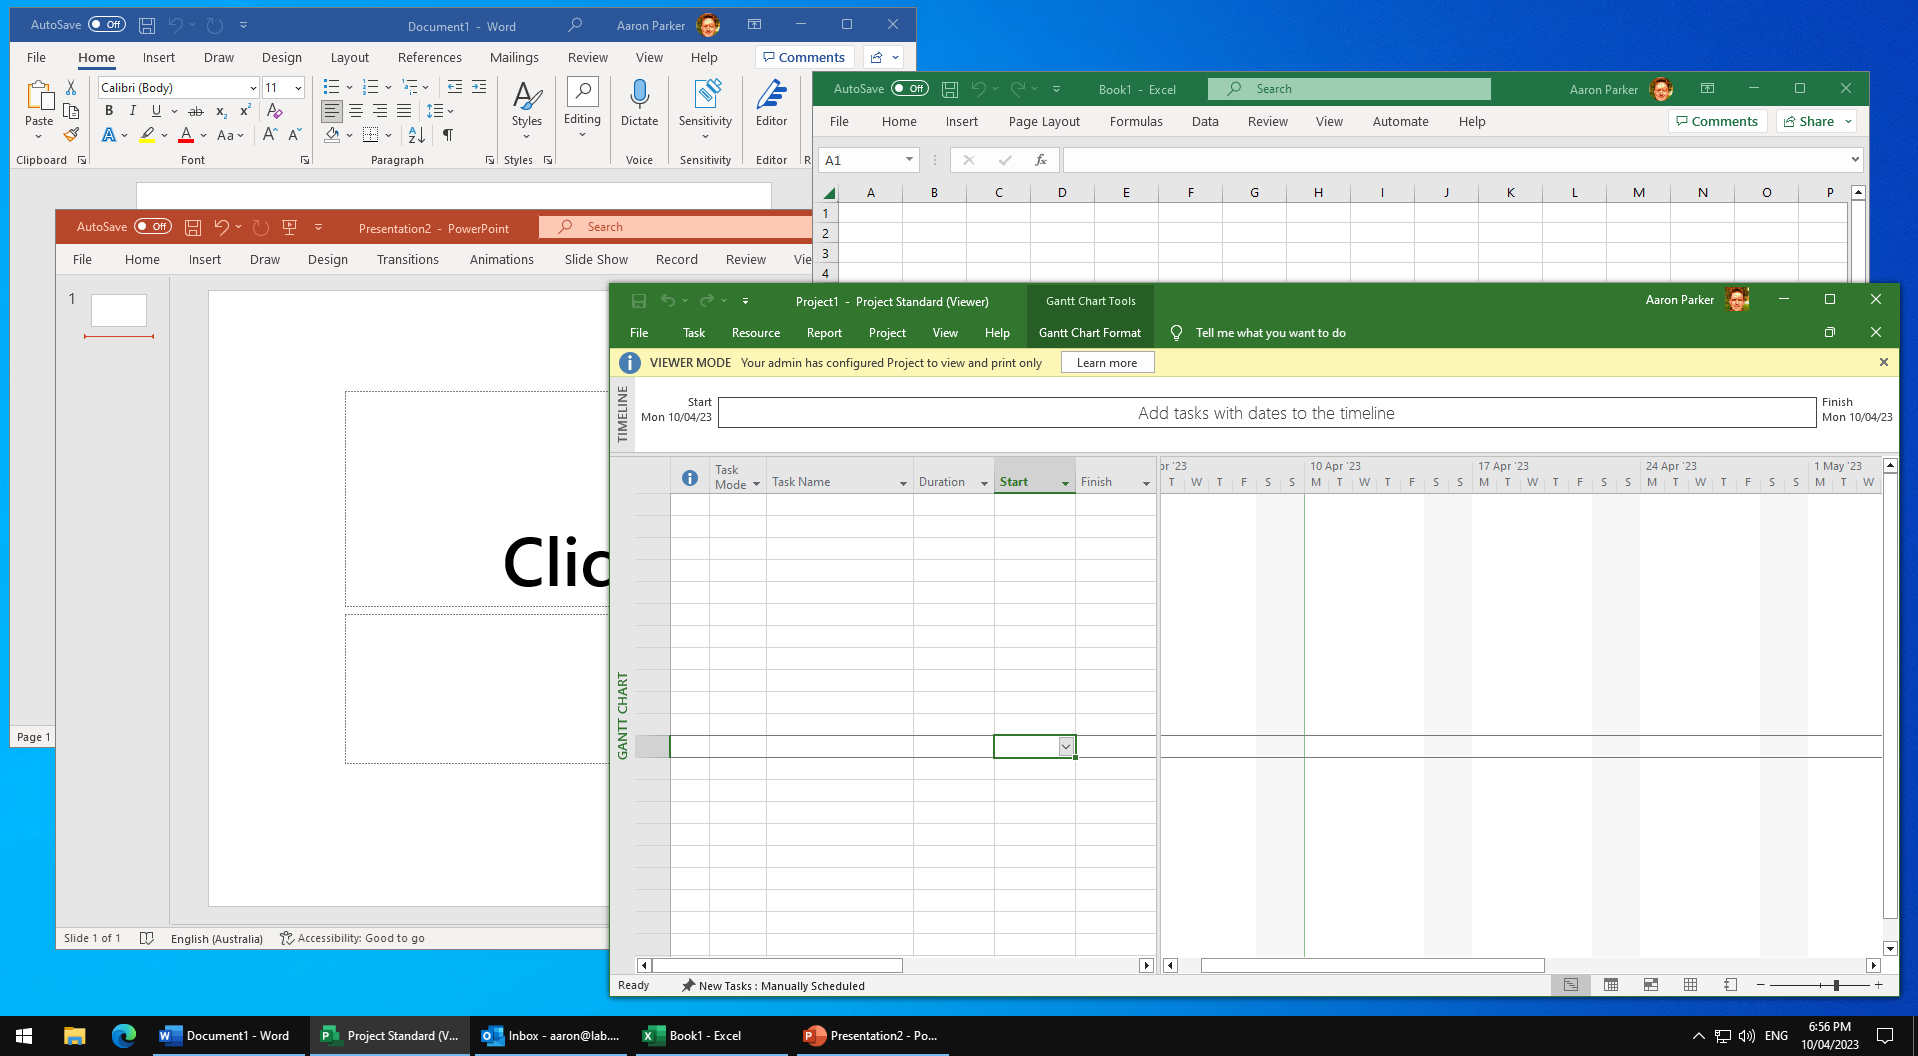 AutoSave Off Document1 - Word Aaron Parker
File Home Insert Draw Design Layout References Mailings Review View Help Comments
Calibri (Body) 11
Paste Styles Editing Dictate Sensitivity Editor
Clipboard Font Paragraph Styles Voice Sensitivity Editor
Page 1
AutoSave Off Book1 - Excel Search Aaron Parker
File Home Insert Page Layout Formulas Data Review View Automate Help Comments Share
A1 fx
A B C D E F G H I J K L M N O P
1
2
3
4
AutoSave Off Presentation2 - PowerPoint Search
File Home Insert Draw Design Transitions Animations Slide Show Record Review Vie
1
Clic
Slide 1 of 1 English (Australia) Accessibility: Good to go
Project1 - Project Standard (Viewer) Gantt Chart Tools Aaron Parker
File Task Resource Report Project View Help Gantt Chart Format Tell me what you want to do
VIEWER MODE Your admin has configured Project to view and print only Learn more
TIMELINE
Start
Mon 10/04/23
Add tasks with dates to the timeline
Finish
Mon 10/04/23
GANTT CHART
Task Mode Task Name Duration Start Finish
or '23 10 Apr '23 17 Apr '23 24 Apr '23 1 May '23
T W T F S S M T W T F S S M T W T F S S M T W T F S S M T W
Ready New Tasks : Manually Scheduled
Document1 - Word Project Standard (V... Inbox - aaron@lab.... Book1 - Excel Presentation2 - Po... ENG
6:56 PM
10/04/2023